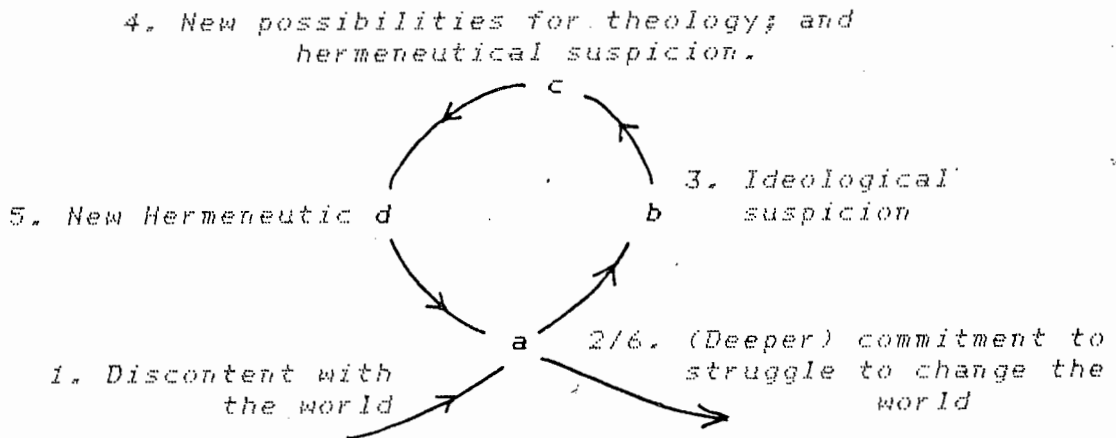 4. New possibilities for theology; and
hermeneutical suspicion.
c
3. Ideological
suspicion
5. New Hermeneutic d
b
a
2/6. (Deeper) commitment to
struggle to change the
world
1. Discontent with
the world